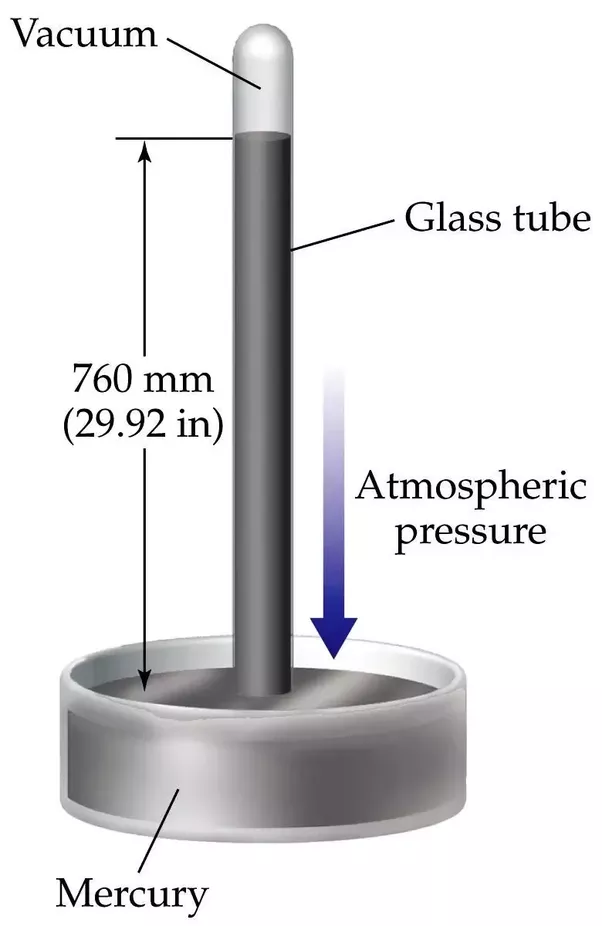 Vacuum
Glass tube
760 mm
(29.92 in)
Atmospheric
pressure
Mercury